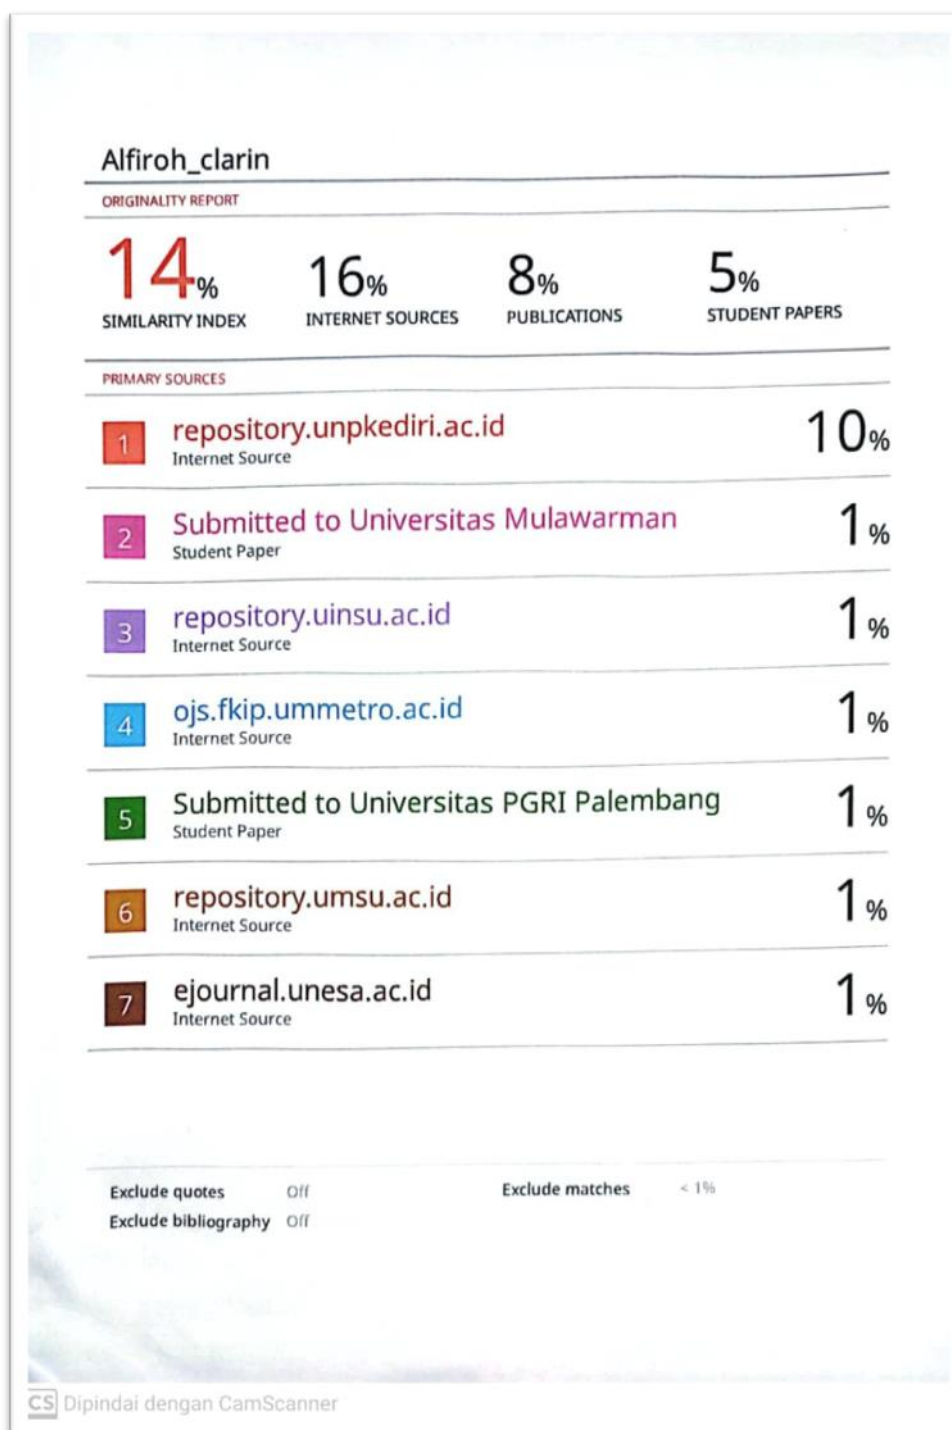 Alfiroh_clarin
ORIGINALITY REPORT
14% 16% 8% 5%
SIMILARITY INDEX INTERNET SOURCES PUBLICATIONS STUDENT PAPERS
PRIMARY SOURCES
1 repository.unpkediri.ac.id 10%
Internet Source
2 Submitted to Universitas Mulawarman 1%
Student Paper
3 repository.uinsu.ac.id 1%
Internet Source
4 ojs.fkip.ummetro.ac.id 1%
Internet Source
5 Submitted to Universitas PGRI Palembang 1%
Student Paper
6 repository.umsu.ac.id 1%
Internet Source
7 ejournal.unesa.ac.id 1%
Internet Source
Exclude quotes Off Exclude matches < 1%
Exclude bibliography Off
CS Dipindai dengan CamScanner